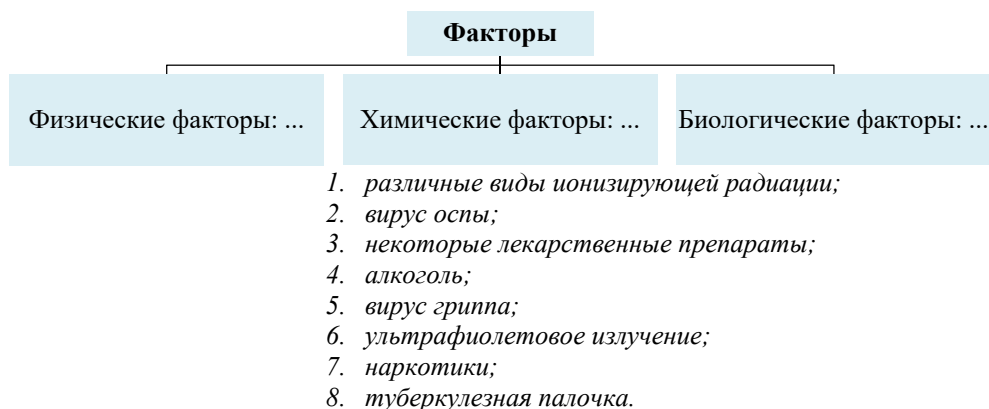 Факторы
Физические факторы: ...
Химические факторы: ...
Биологические факторы: ...
1. различные виды ионизирующей радиации;
2. вирус оспы;
3. некоторые лекарственные препараты;
4. алкоголь;
5. вирус гриппа;
6. ультрафиолетовое излучение;
7. наркотики;
8. туберкулезная палочка.